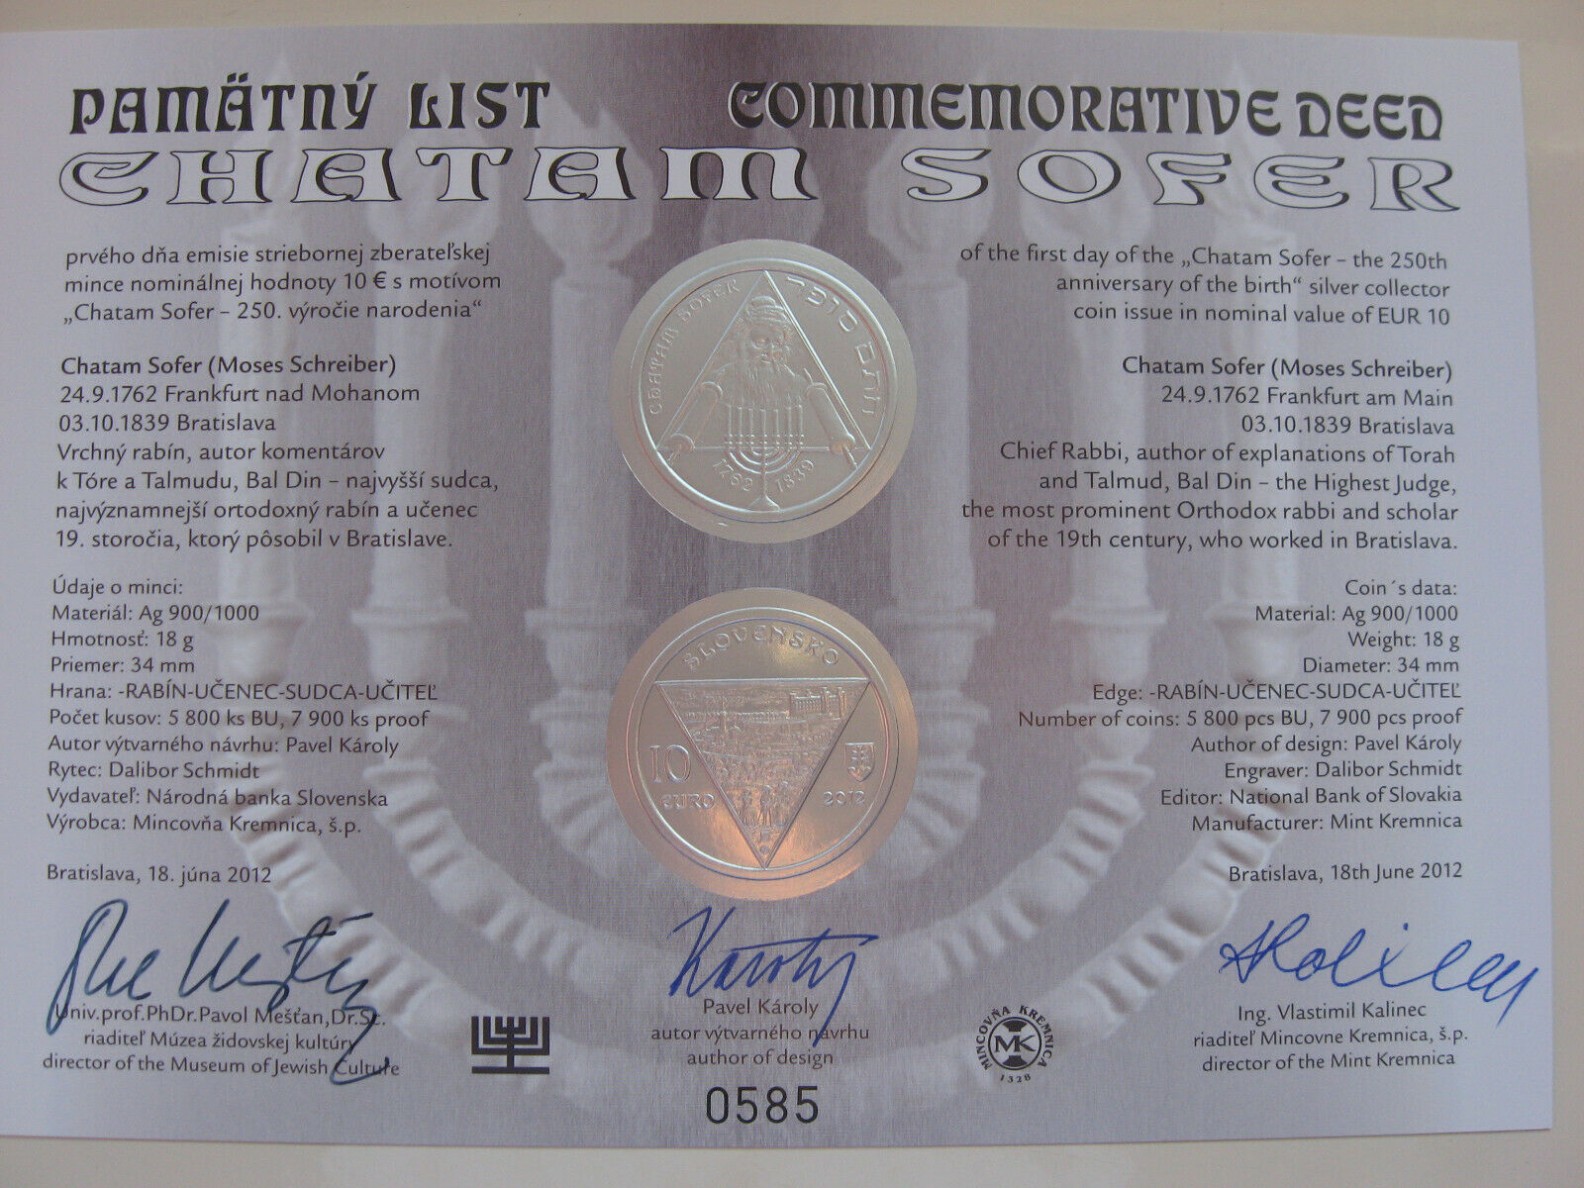 PAMÄTNÝ LIST
COMMEMORATIVE DEED
CHATAM SOFER
prvého dňa emisie striebornej zberateľskej
mince nominálnej hodnoty 10 € s motívom
„Chatam Sofer – 250. výročie narodenia“
Chatam Sofer (Moses Schreiber)
24.9.1762 Frankfurt nad Mohanom
03.10.1839 Bratislava
Vrchný rabín, autor komentárov
k Tóre a Talmudu, Bal Din – najvyšší sudca,
najvýznamnejší ortodoxný rabín a učenec
19. storočia, ktorý pôsobil v Bratislave.
Údaje o minci:
Materiál: Ag 900/1000
Hmotnosť: 18 g
Priemer: 34 mm
Hrana: -RABÍN-UČENEC-SUDCA-UČITEĽ
Počet kusov: 5 800 ks BU, 7 900 ks proof
Autor výtvarného návrhu: Pavel Károly
Rytec: Dalibor Schmidt
Vydavateľ: Národná banka Slovenska
Výrobca: Mincovňa Kremnica, š.p.
Bratislava, 18. júna 2012
CHATAM SOFER
חתם סופר
1762 1839
SLOVENSKO
10
EURO
2012
of the first day of the „Chatam Sofer – the 250th
anniversary of the birth“ silver collector
coin issue in nominal value of EUR 10
Chatam Sofer (Moses Schreiber)
24.9.1762 Frankfurt am Main
03.10.1839 Bratislava
Chief Rabbi, author of explanations of Torah
and Talmud, Bal Din – the Highest Judge,
the most prominent Orthodox rabbi and scholar
of the 19th century, who worked in Bratislava.
Coin´s data:
Material: Ag 900/1000
Weight: 18 g
Diameter: 34 mm
Edge: -RABÍN-UČENEC-SUDCA-UČITEĽ
Number of coins: 5 800 pcs BU, 7 900 pcs proof
Author of design: Pavel Károly
Engraver: Dalibor Schmidt
Editor: National Bank of Slovakia
Manufacturer: Mint Kremnica
Bratislava, 18th June 2012
Univ.prof.PhDr.Pavol Mešťan,Dr.Sc.
riaditeľ Múzea židovskej kultúry
director of the Museum of Jewish Culture
Károly
Pavel Károly
autor výtvarného návrhu
author of design
0585
MINCOVŇA KREMNICA
MK
1328
Ing. Vlastimil Kalinec
riaditeľ Mincovne Kremnica, š.p.
director of the Mint Kremnica